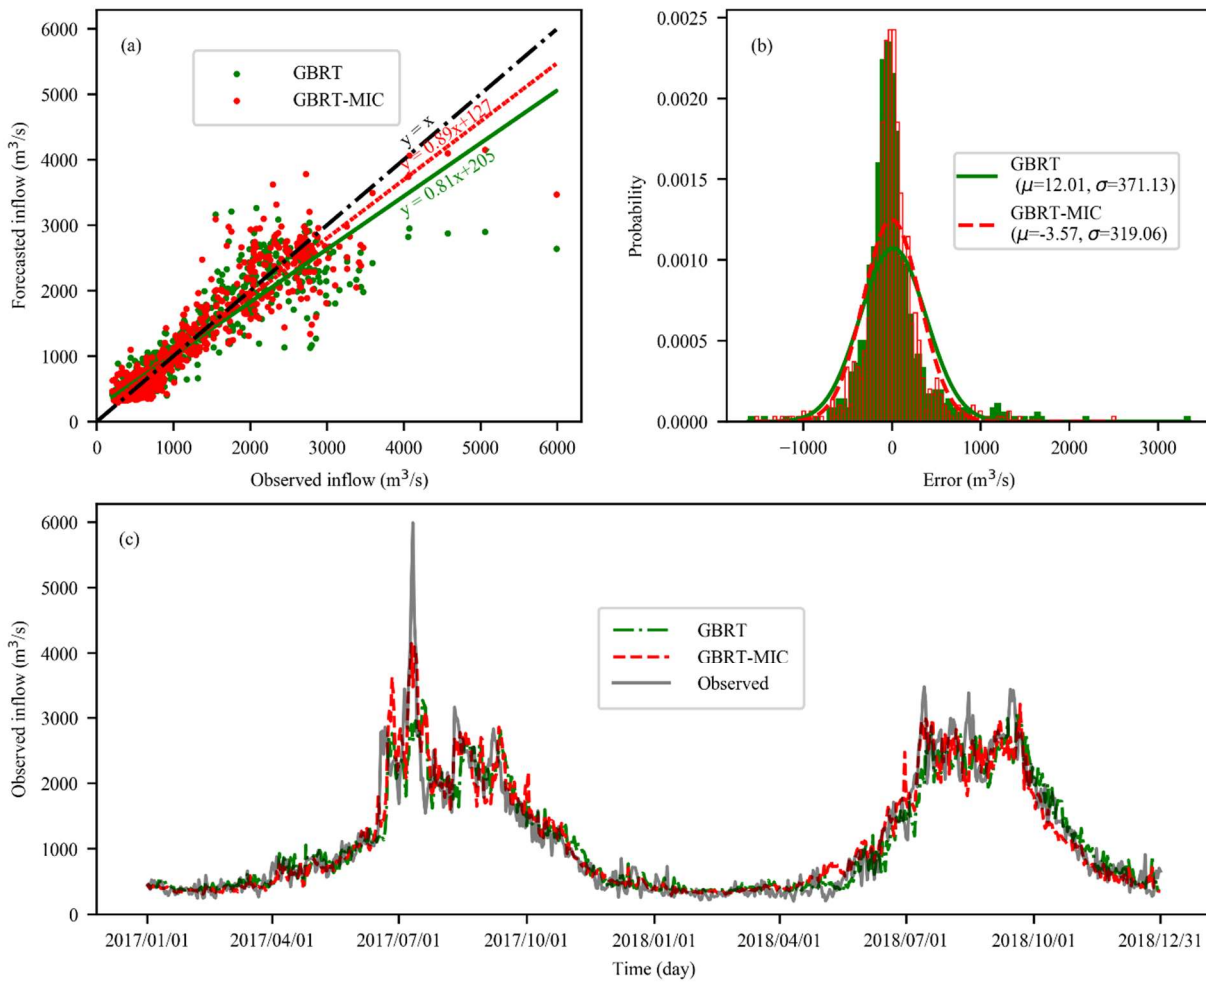 (a)
GBRT
GBRT-MIC
y = x
y = 0.89x+127
y = 0.81x+205
6000
5000
4000
3000
2000
1000
0
0 1000 2000 3000 4000 5000 6000
Forecasted inflow (m³/s)
Observed inflow (m³/s)
(b)
GBRT
(μ=12.01, σ=371.13)
GBRT-MIC
(μ=-3.57, σ=319.06)
0.0025
0.0020
0.0015
0.0010
0.0005
0.0000
−1000 0 1000 2000 3000
Probability
Error (m³/s)
(c)
GBRT
GBRT-MIC
Observed
6000
5000
4000
3000
2000
1000
0
2017/01/01 2017/04/01 2017/07/01 2017/10/01 2018/01/01 2018/04/01 2018/07/01 2018/10/01 2018/12/31
Observed inflow (m³/s)
Time (day)